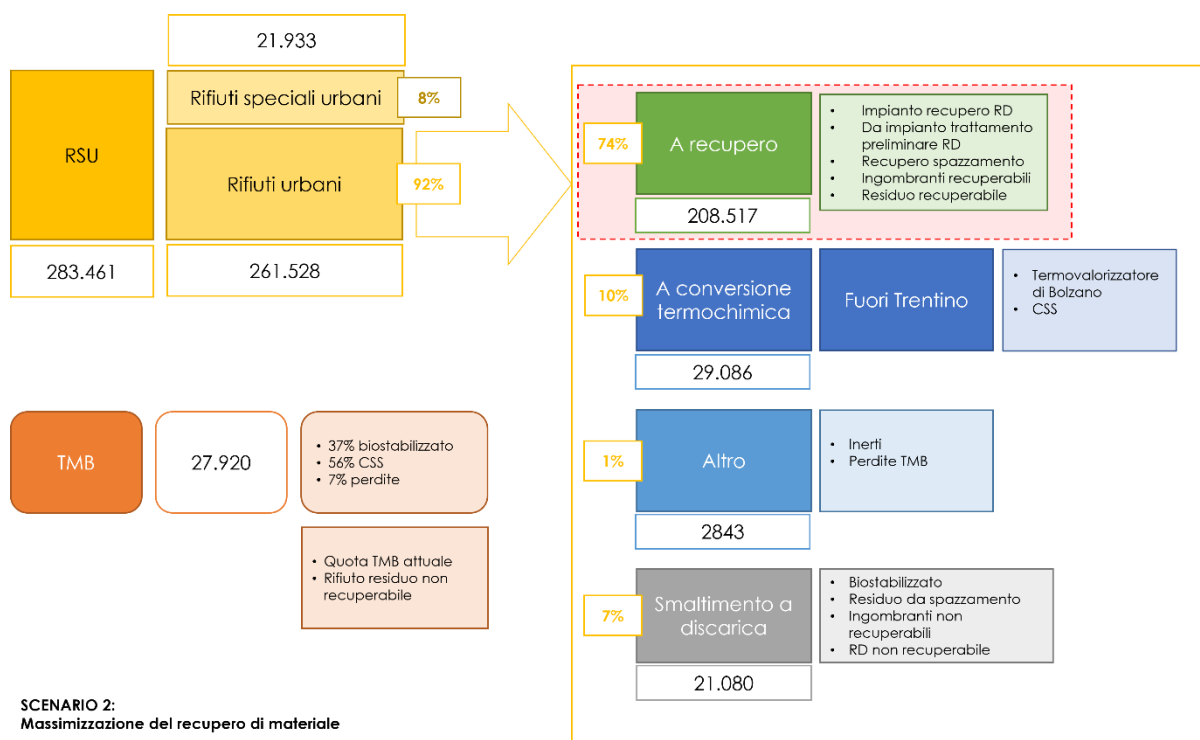 21.933
RSU
Rifiuti speciali urbani
8%
Rifiuti urbani
92%
283.461
261.528
74%
A recupero
• Impianto recupero RD
• Da impianto trattamento
preliminare RD
• Recupero spazzamento
• Ingombranti recuperabili
• Residuo recuperabile
208.517
10%
A conversione
termochimica
Fuori Trentino
• Termovalorizzatore
di Bolzano
• CSS
29.086
TMB
27.920
• 37% biostabilizzato
• 56% CSS
• 7% perdite
• Quota TMB attuale
• Rifiuto residuo non
recuperabile
1%
Altro
• Inerti
• Perdite TMB
2843
7%
Smaltimento a
discarica
• Biostabilizzato
• Residuo da spazzamento
• Ingombranti non
recuperabili
• RD non recuperabile
21.080
SCENARIO 2:
Massimizzazione del recupero di materiale